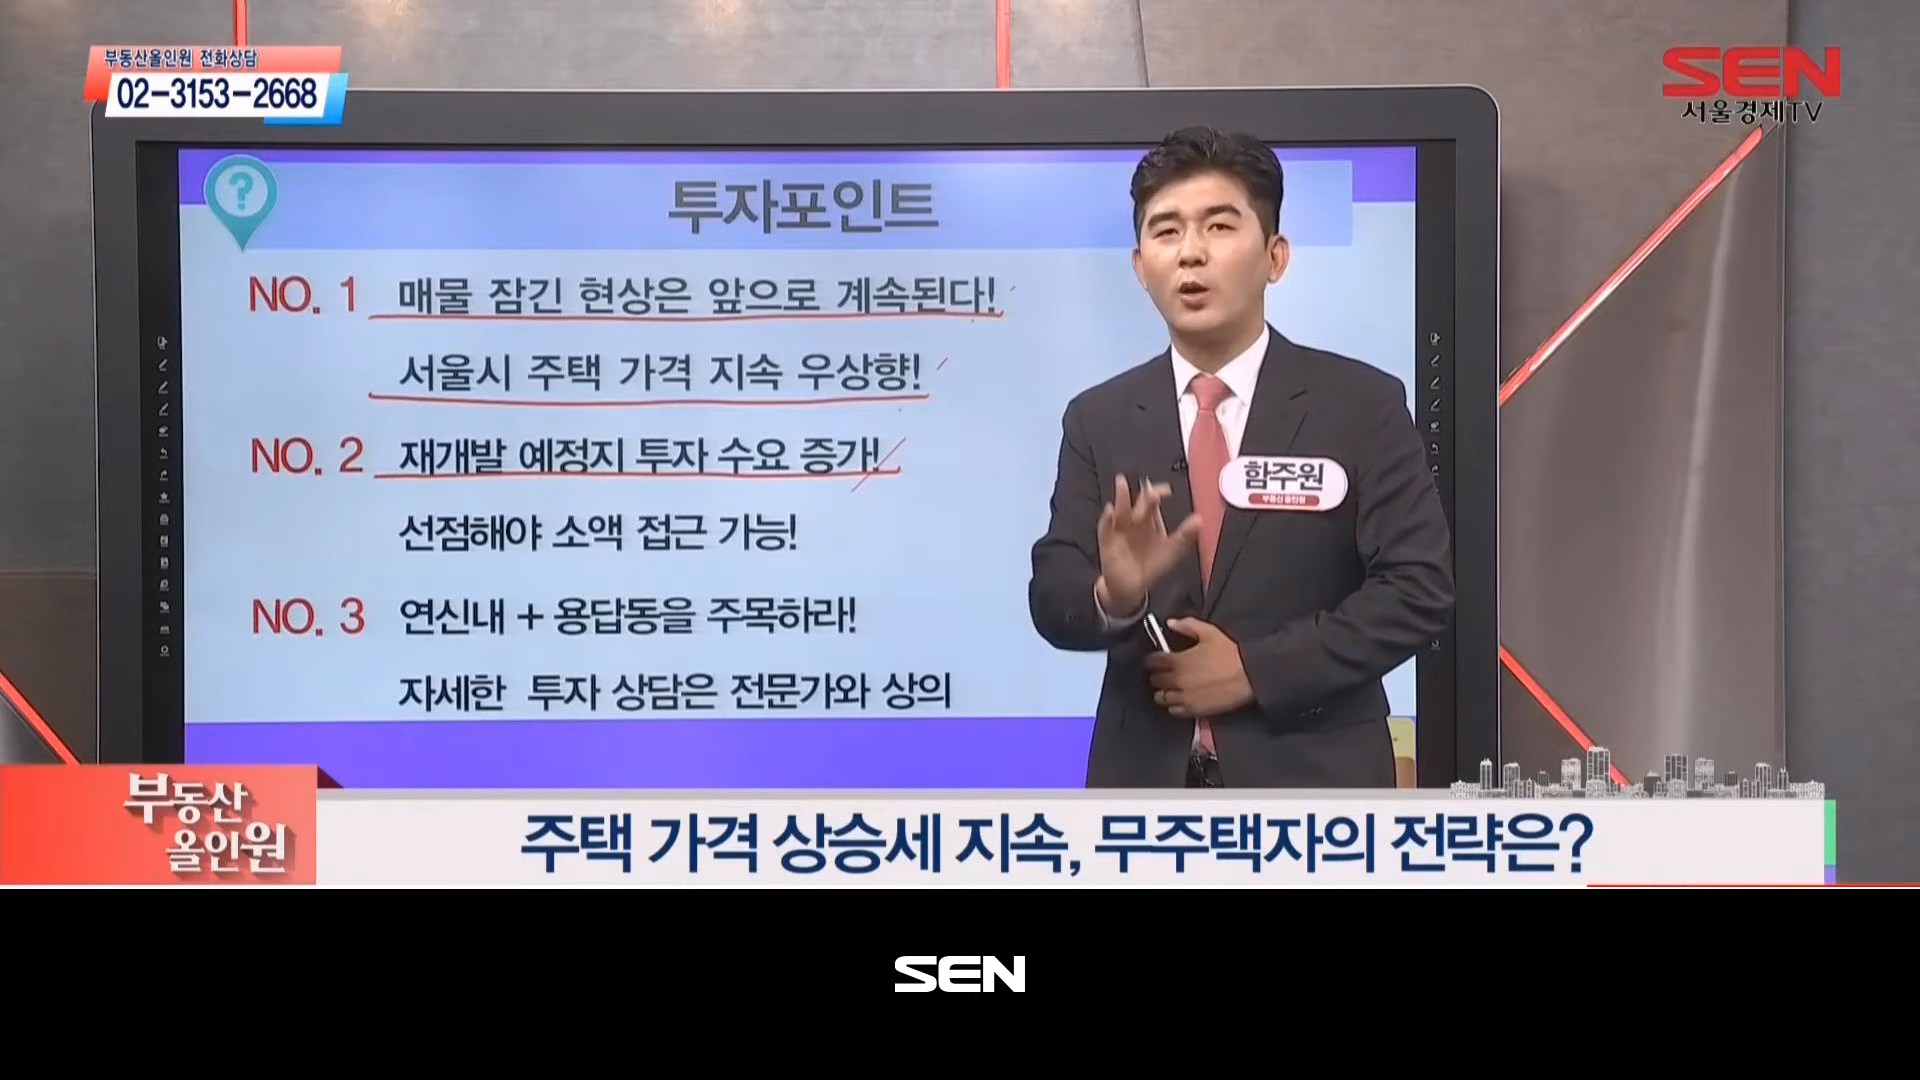 부동산올인원 전화상담
02-3153-2668
SEN
서울경제TV
?
투자포인트
NO. 1 매물 잠긴 현상은 앞으로 계속된다!
서울시 주택 가격 지속 우상향!
NO. 2 재개발 예정지 투자 수요 증가!
선점해야 소액 접근 가능!
NO. 3 연신내 + 용답동을 주목하라!
자세한 투자 상담은 전문가와 상의
함주원
부동산 올인원
부동산
올인원
주택 가격 상승세 지속, 무주택자의 전략은?
SEN